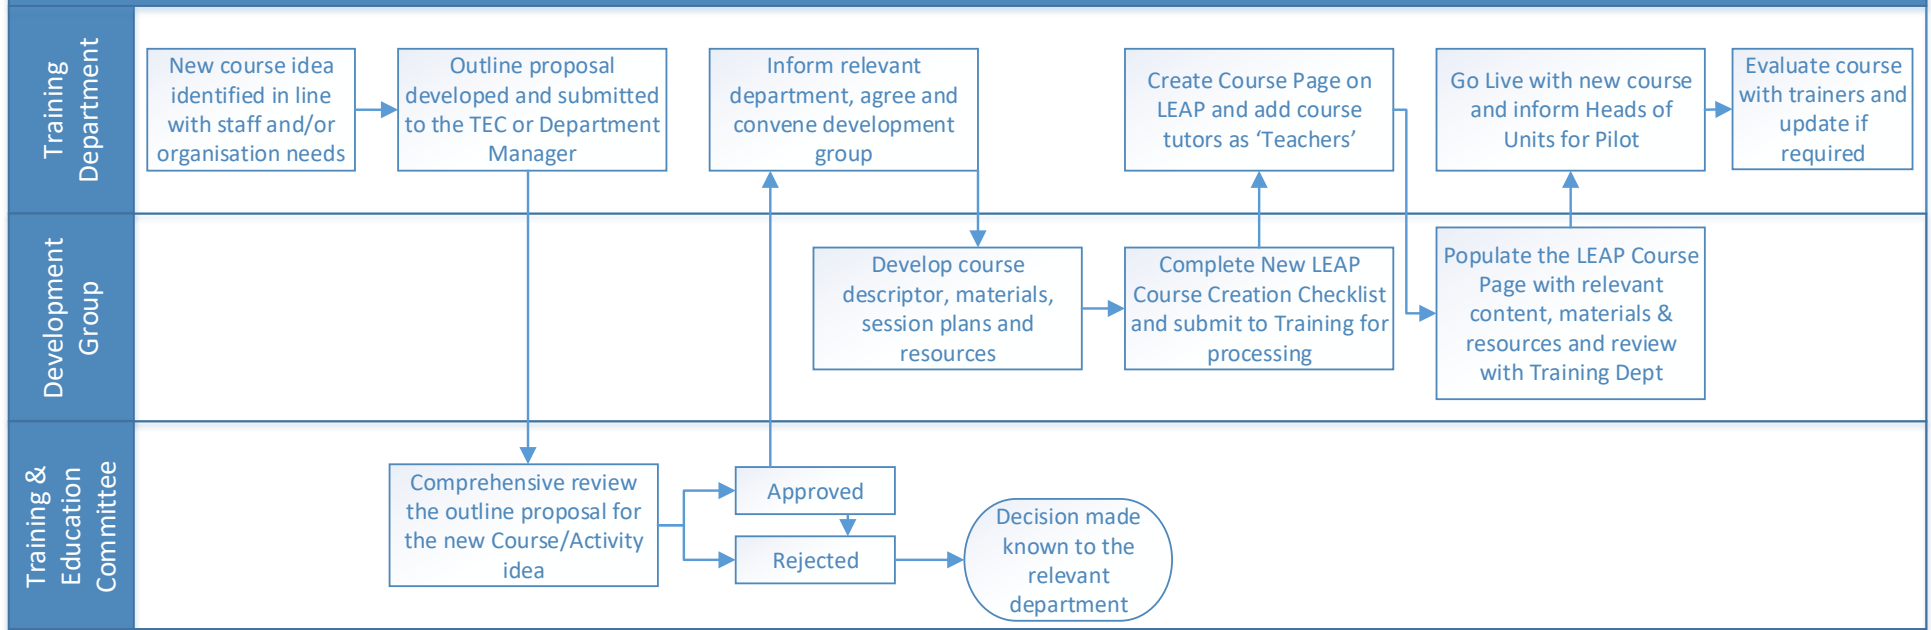 Training
Department
New course idea
identified in line
with staff and/or
organisation needs
Outline proposal
developed and submitted
to the TEC or Department
Manager
Inform relevant
department, agree and
convene development
group
Create Course Page on
LEAP and add course
tutors as ‘Teachers’
Go Live with new course
and inform Heads of
Units for Pilot
Evaluate course
with trainers and
update if
required
Development
Group
Develop course
descriptor, materials,
session plans and
resources
Complete New LEAP
Course Creation Checklist
and submit to Training for
processing
Populate the LEAP Course
Page with relevant
content, materials &
resources and review
with Training Dept
Training &
Education
Committee
Comprehensive review
the outline proposal for
the new Course/Activity
idea
Approved
Rejected
Decision made
known to the
relevant
department